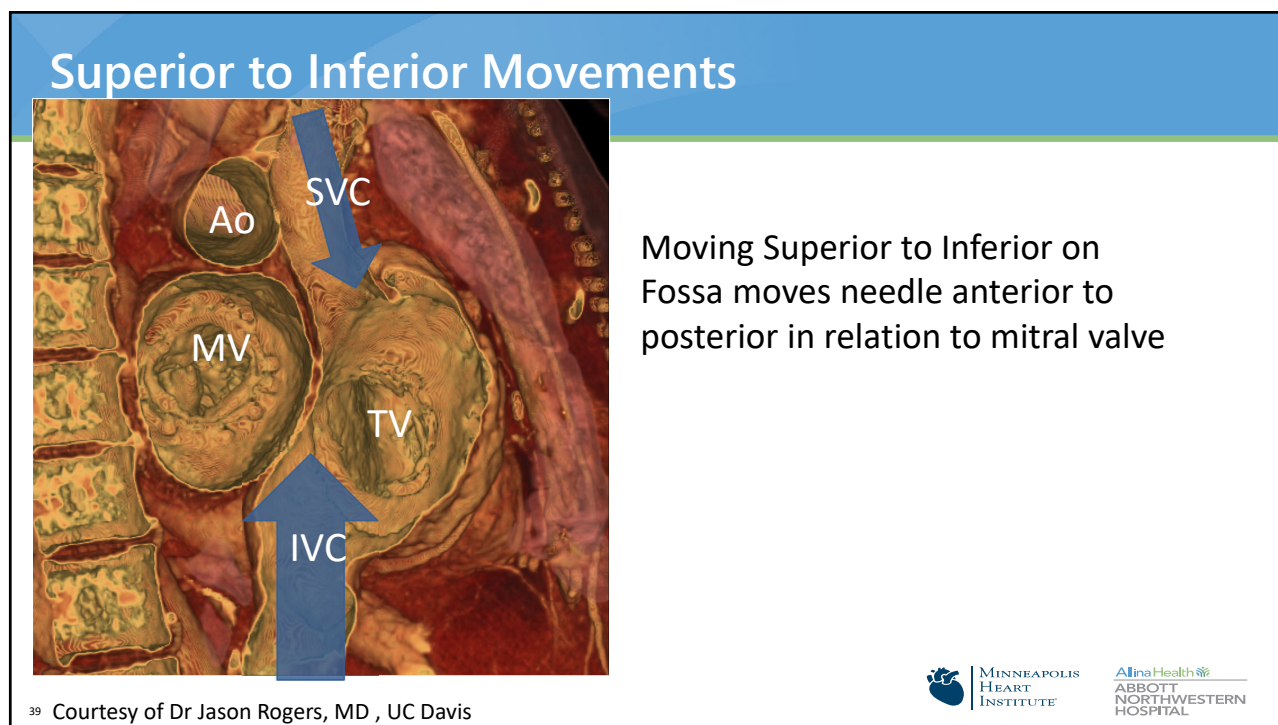 Superior to Inferior Movements
SVC
Ao
MV
TV
IVC
Moving Superior to Inferior on
Fossa moves needle anterior to
posterior in relation to mitral valve
39 Courtesy of Dr Jason Rogers, MD , UC Davis
MINNEAPOLIS
HEART
INSTITUTE®
Allina Health
ABBOTT
NORTHWESTERN
HOSPITAL